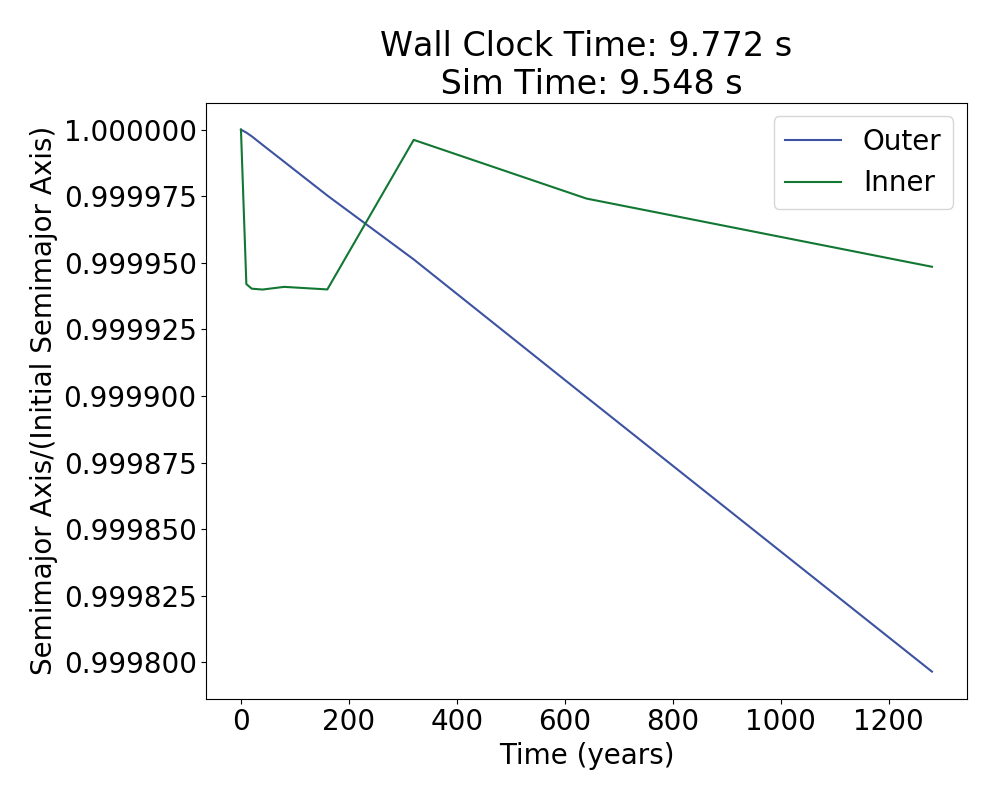 Wall Clock Time: 9.772 s
Sim Time: 9.548 s
Semimajor Axis/(Initial Semimajor Axis)
1.000000
0.999975
0.999950
0.999925
0.999900
0.999875
0.999850
0.999825
0.999800
Outer
Inner
0 200 400 600 800 1000 1200
Time (years)